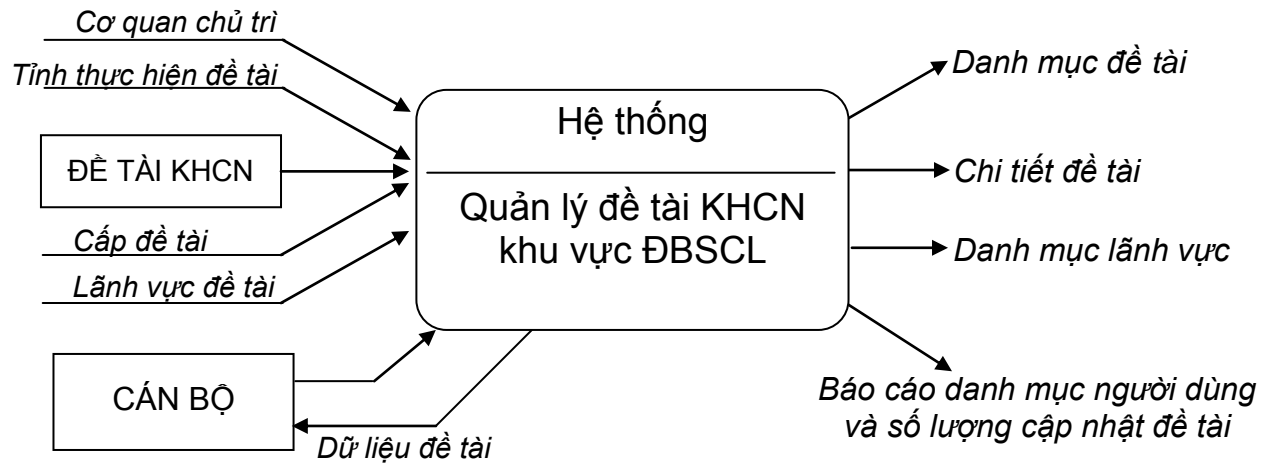 Cơ quan chủ trì
Tỉnh thực hiện đề tài
ĐỀ TÀI KHCN
Cấp đề tài
Lãnh vực đề tài
CÁN BỘ
Dữ liệu đề tài
Hệ thống
Quản lý đề tài KHCN
khu vực ĐBSCL
Danh mục đề tài
Chi tiết đề tài
Danh mục lãnh vực
Báo cáo danh mục người dùng
và số lượng cập nhật đề tài